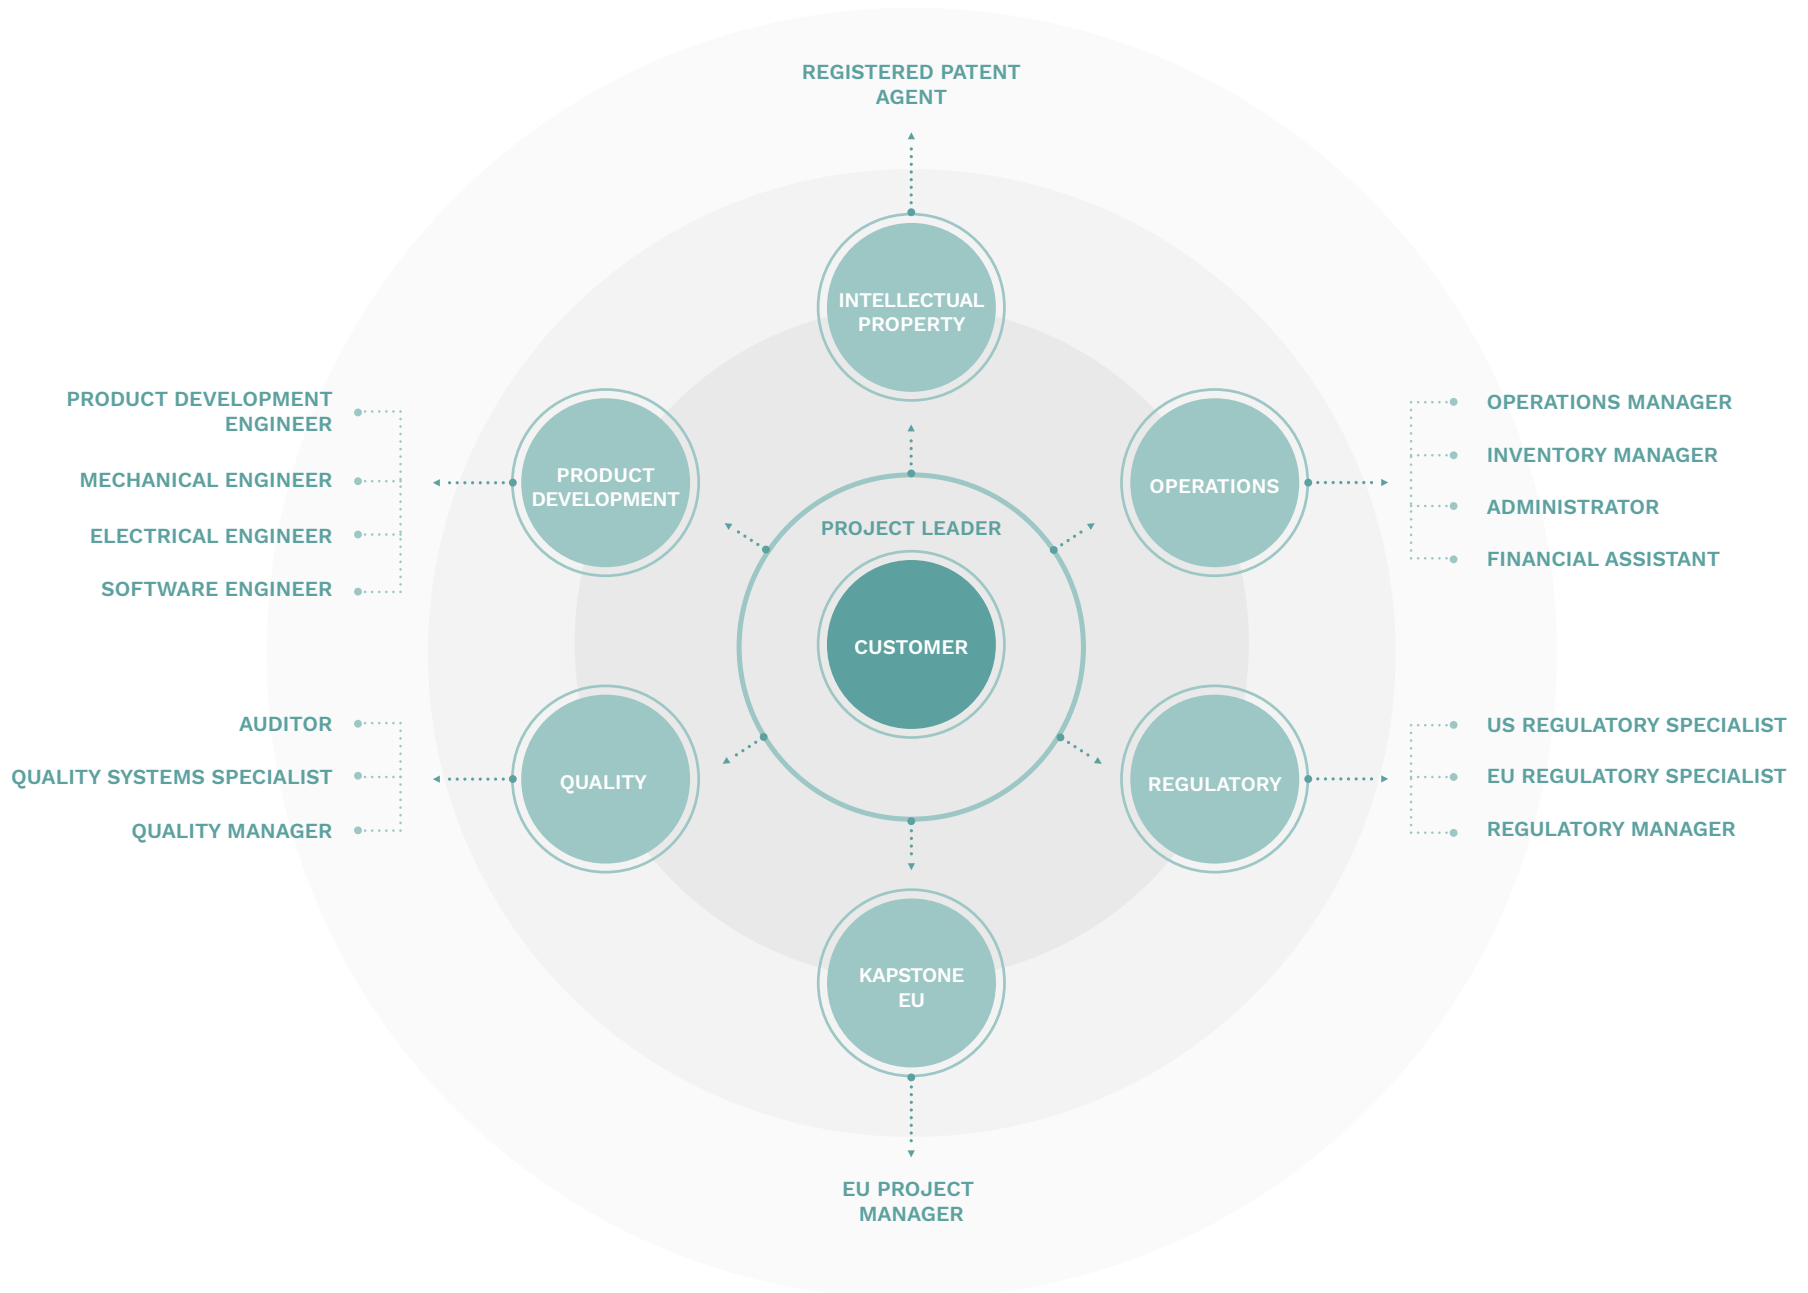 REGISTERED PATENT
AGENT
INTELLECTUAL
PROPERTY
PRODUCT DEVELOPMENT
ENGINEER
MECHANICAL ENGINEER
ELECTRICAL ENGINEER
SOFTWARE ENGINEER
PRODUCT
DEVELOPMENT
OPERATIONS
OPERATIONS MANAGER
INVENTORY MANAGER
ADMINISTRATOR
FINANCIAL ASSISTANT
PROJECT LEADER
CUSTOMER
AUDITOR
QUALITY SYSTEMS SPECIALIST
QUALITY MANAGER
QUALITY
REGULATORY
US REGULATORY SPECIALIST
EU REGULATORY SPECIALIST
REGULATORY MANAGER
KAPSTONE
EU
EU PROJECT
MANAGER